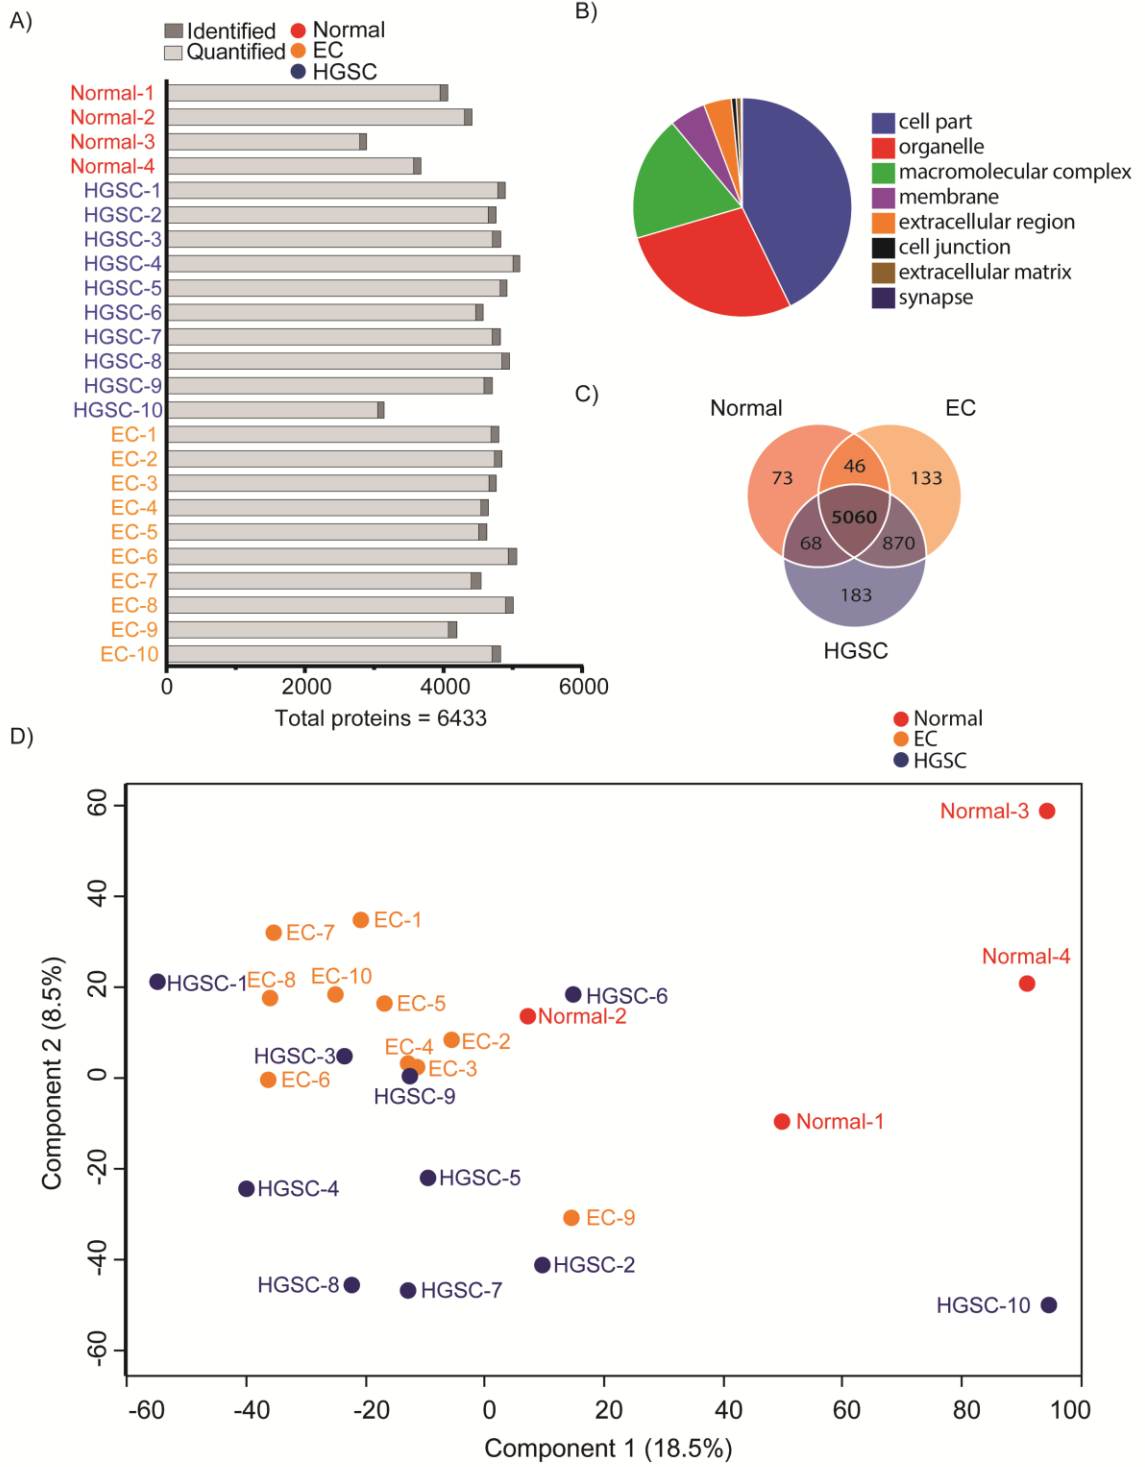 A)
Identified
Quantified
Normal
EC
HGSC
Normal-1
Normal-2
Normal-3
Normal-4
HGSC-1
HGSC-2
HGSC-3
HGSC-4
HGSC-5
HGSC-6
HGSC-7
HGSC-8
HGSC-9
HGSC-10
EC-1
EC-2
EC-3
EC-4
EC-5
EC-6
EC-7
EC-8
EC-9
EC-10
0 2000 4000 6000
Total proteins = 6433
B)
cell part
organelle
macromolecular complex
membrane
extracellular region
cell junction
extracellular matrix
synapse
C)
Normal EC
73 46 133
5060
68 870
183
HGSC
D)
Normal
EC
HGSC
Component 2 (8.5%)
60
40
20
0
-20
-40
-60
Normal-3
EC-1
EC-7
Normal-4
HGSC-1
EC-8
EC-10
EC-5
HGSC-6
Normal-2
EC-2
EC-4
HGSC-3
EC-3
EC-6
HGSC-9
Normal-1
HGSC-5
HGSC-4
EC-9
HGSC-2
HGSC-8
HGSC-7
HGSC-10
-60 -40 -20 0 20 40 60 80 100
Component 1 (18.5%)